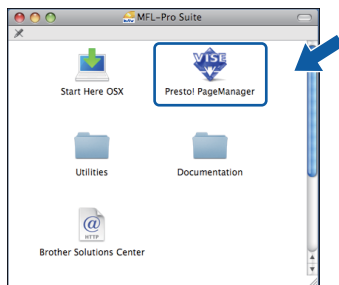 MFL-Pro Suite
VISE
Start Here OSX
Presto! PageManager
Utilities
Documentation
@
HTTP
Brother Solutions Center